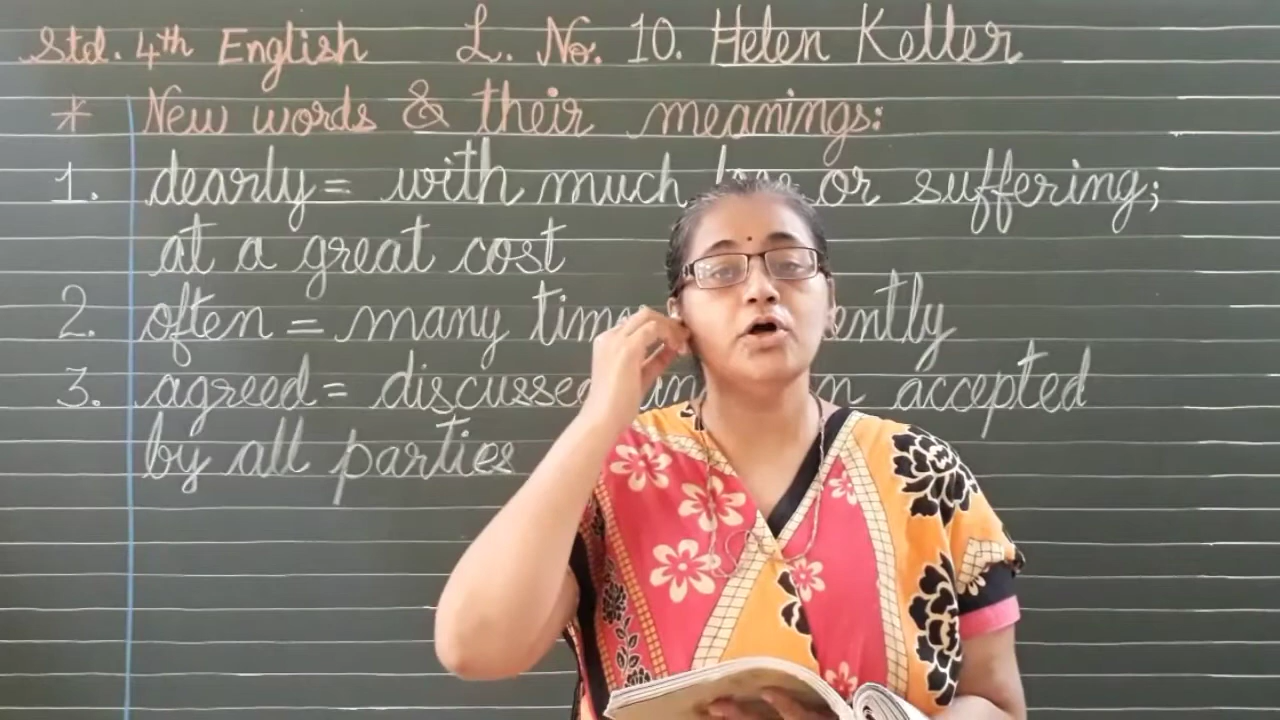 Std. 4th English L. No. 10. Helen Keller
* New words & their meanings:
1. dearly = with much or suffering;
at a great cost
2. often = many
3. agreed = discussed accepted
by all parties